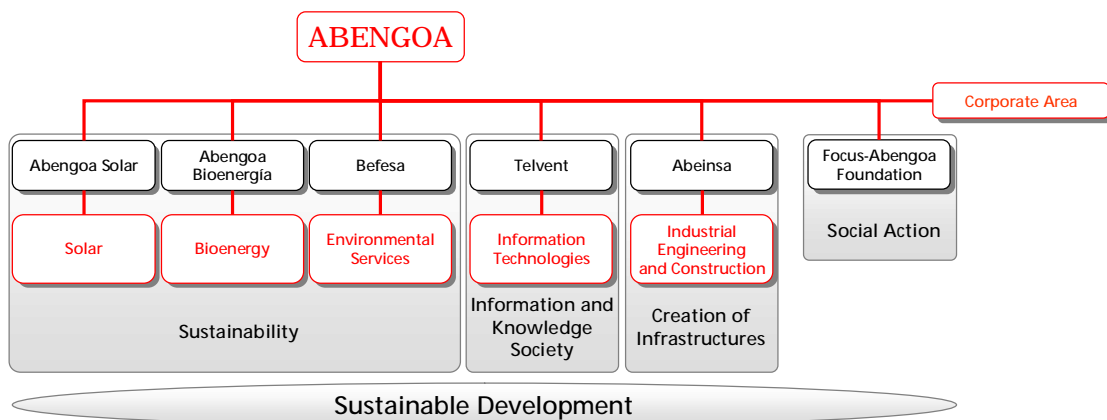 ABENGOA
Corporate Area
Abengoa Solar
Abengoa
Bioenergía
Befesa
Telvent
Abeinsa
Focus-Abengoa
Foundation
Solar
Bioenergy
Environmental
Services
Information
Technologies
Industrial
Engineering
and Construction
Social Action
Sustainability
Information and
Knowledge
Society
Creation of
Infrastructures
Sustainable Development